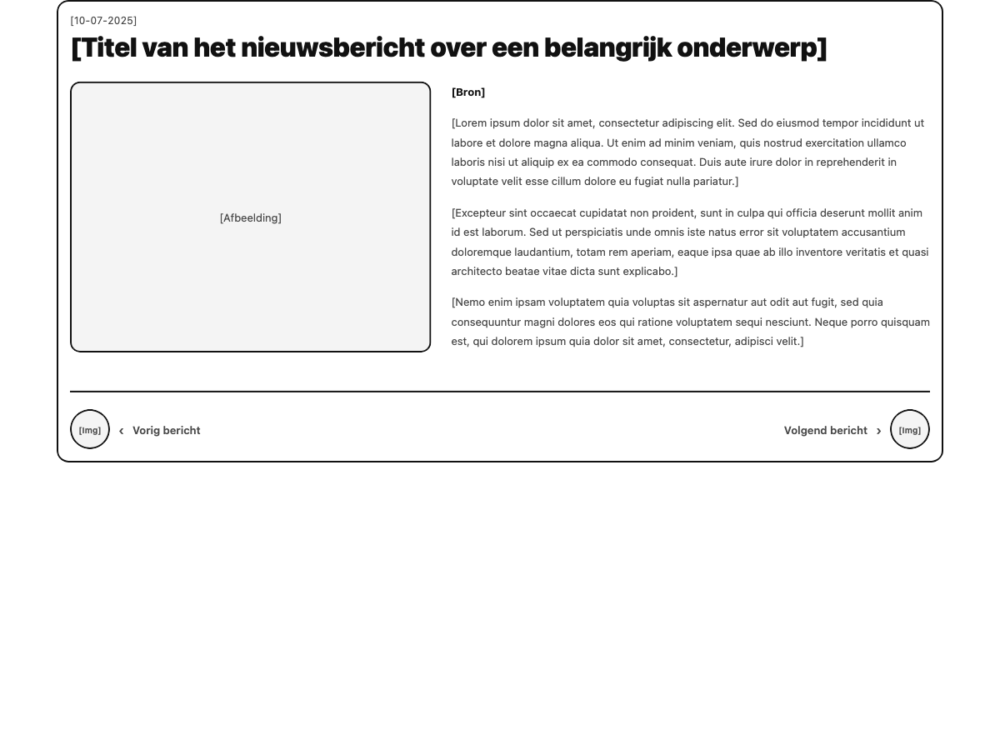 [10-07-2025]
[Titel van het nieuwsbericht over een belangrijk onderwerp]
[Afbeelding]
[Bron]
[Lorem ipsum dolor sit amet, consectetur adipiscing elit. Sed do eiusmod tempor incididunt ut
labore et dolore magna aliqua. Ut enim ad minim veniam, quis nostrud exercitation ullamco
laboris nisi ut aliquip ex ea commodo consequat. Duis aute irure dolor in reprehenderit in
voluptate velit esse cillum dolore eu fugiat nulla pariatur.]
[Excepteur sint occaecat cupidatat non proident, sunt in culpa qui officia deserunt mollit anim
id est laborum. Sed ut perspiciatis unde omnis iste natus error sit voluptatem accusantium
doloremque laudantium, totam rem aperiam, eaque ipsa quae ab illo inventore veritatis et quasi
architecto beatae vitae dicta sunt explicabo.]
[Nemo enim ipsam voluptatem quia voluptas sit aspernatur aut odit aut fugit, sed quia
consequuntur magni dolores eos qui ratione voluptatem sequi nesciunt. Neque porro quisquam
est, qui dolorem ipsum quia dolor sit amet, consectetur, adipisci velit.]
[Img] ‹ Vorig bericht
Volgend bericht › [Img]